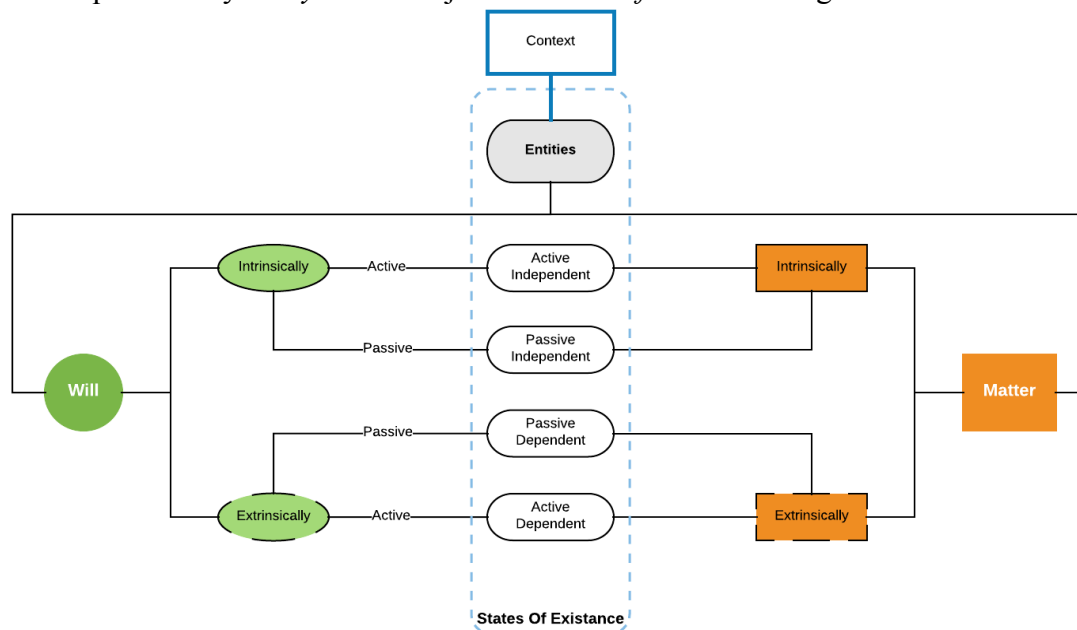 Context
Entities
Intrinsically
Active
Active
Independent
Intrinsically
Passive
Passive
Independent
Will
Matter
Passive
Passive
Dependent
Extrinsically
Active
Active
Dependent
Extrinsically
States Of Existance